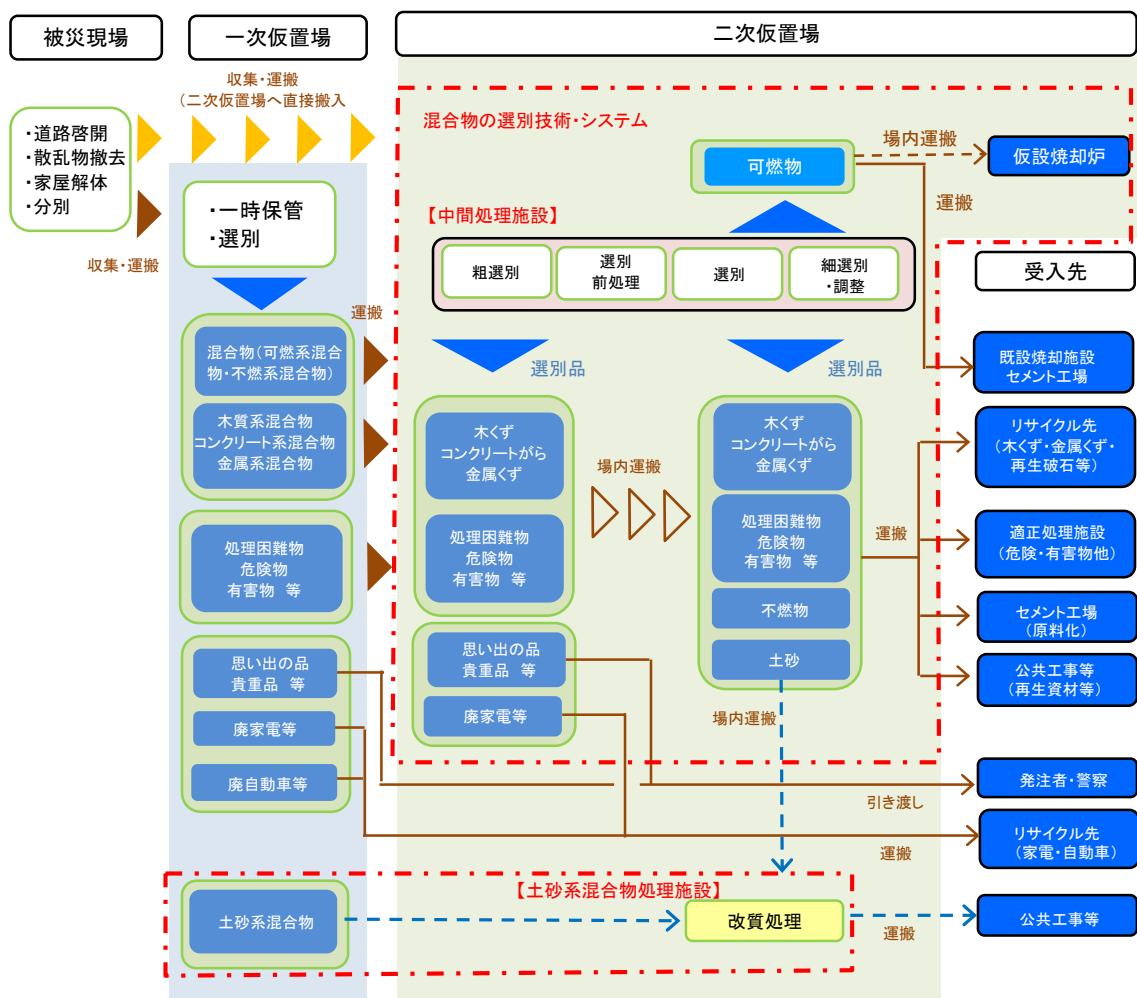 被災現場
一次仮置場
二次仮置場
収集・運搬
(二次仮置場へ直接搬入
・道路啓開
・散乱物撤去
・家屋解体
・分別
収集・運搬
・一時保管
・選別
運搬
混合物(可燃系混合
物・不燃系混合物)
木質系混合物
コンクリート系混合物
金属系混合物
処理困難物
危険物
有害物 等
思い出の品
貴重品 等
廃家電等
廃自動車等
土砂系混合物
混合物の選別技術・システム
可燃物
場内運搬
仮設焼却炉
運搬
【中間処理施設】
粗選別
選別
前処理
選別
細選別
・調整
選別品
選別品
木くず
コンクリートがら
金属くず
処理困難物
危険物
有害物 等
思い出の品
貴重品 等
廃家電等
場内運搬
木くず
コンクリートがら
金属くず
処理困難物
危険物
有害物 等
不燃物
土砂
場内運搬
運搬
受入先
既設焼却施設
セメント工場
リサイクル先
(木くず・金属くず・
再生砕石等)
適正処理施設
(危険・有害物他)
セメント工場
(原料化)
公共工事等
(再生資材等)
引き渡し
発注者・警察
運搬
リサイクル先
(家電・自動車)
【土砂系混合物処理施設】
改質処理
運搬
公共工事等